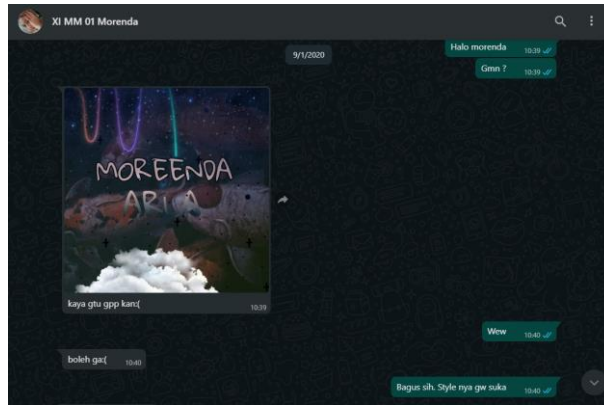 XI MM 01 Morenda
9/1/2020
Halo morenda 10:39
Gmn ? 10:39
MOREENDA
ARLA
kaya gtu gpp kan:( 10:39
Wew 10:40
boleh ga:( 10:40
Bagus sih. Style nya gw suka 10:40